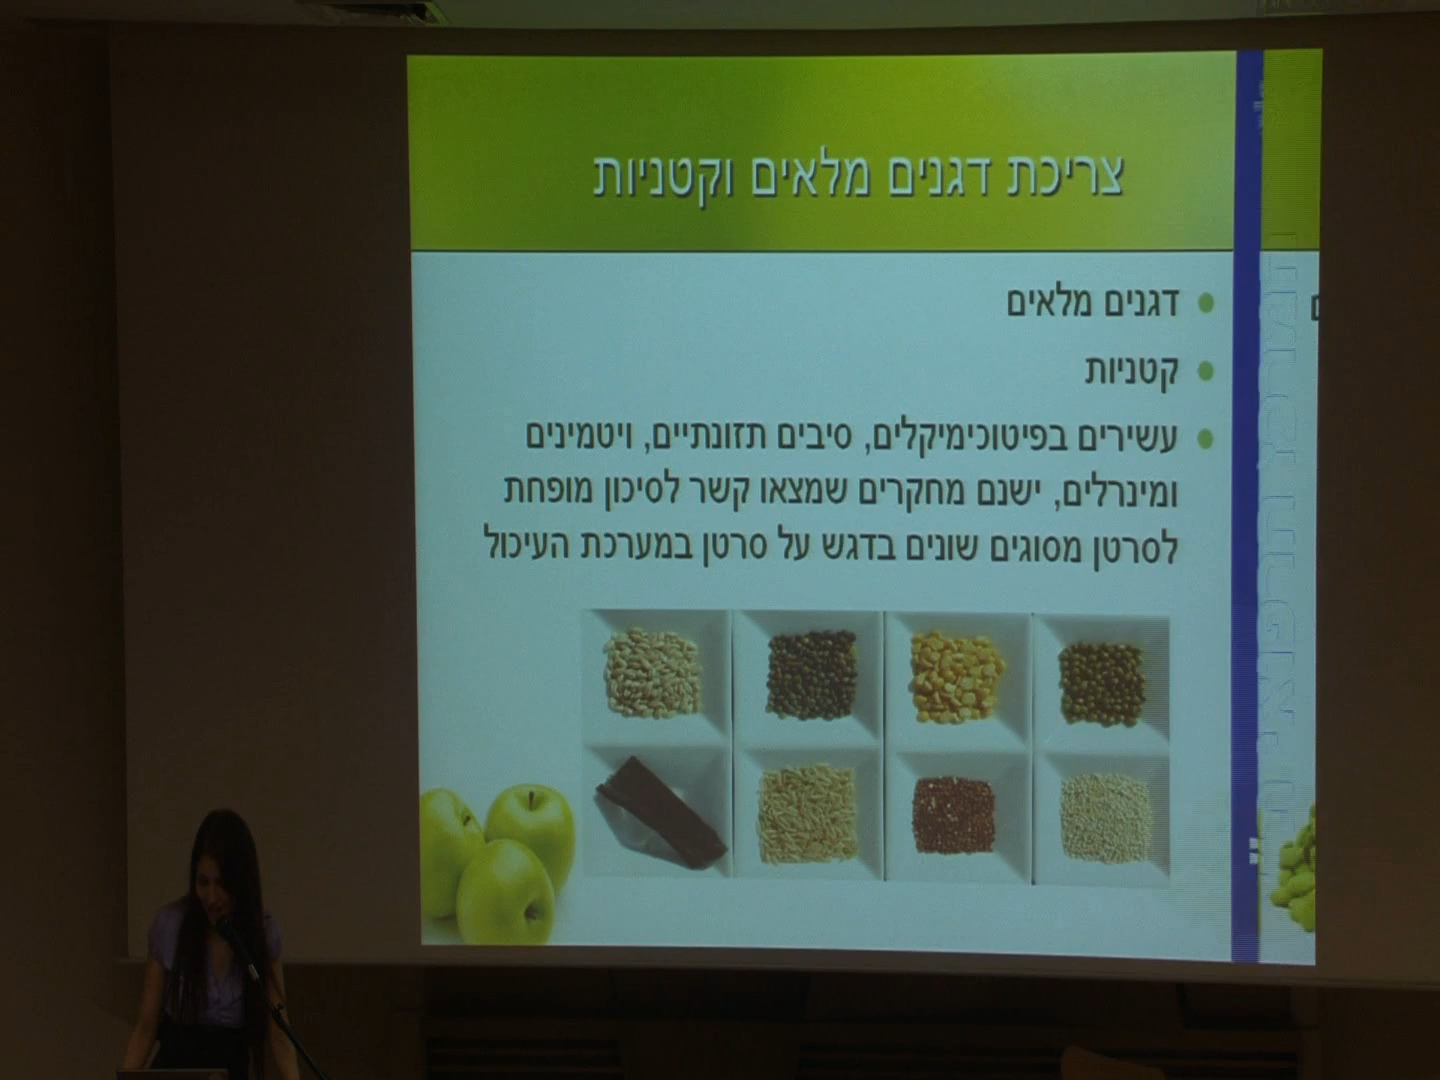 צריכת דגנים מלאים וקטניות
דגנים מלאים
קטניות
עשירים בפיטוכימיקלים, סיבים תזונתיים, ויטמינים
ומינרלים, ישנם מחקרים שמצאו קשר לסיכון מופחת
לסרטן מסוגים שונים בדגש על סרטן במערכת העיכול